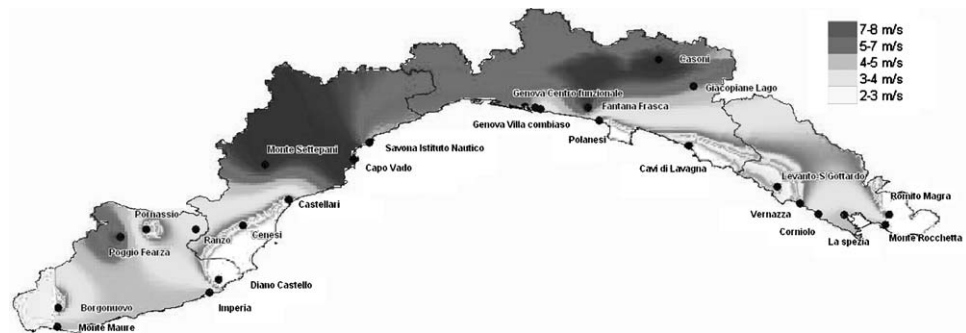 7-8 m/s
5-7 m/s
4-5 m/s
3-4 m/s
2-3 m/s
Casoni
Giacopiane Lago
Genova Centro funzionale
Fantana Frasca
Genova Villa combiaso
Polanesi
Savona Istituto Nautico
Cavi di Lavagna
Monte Settepani
Capo Vado
Levanto-S Gottardo
Castellari
Romito Magra
Pornassio
Vernazza
Ranzo
Cenesi
Corniolo
La spezia
Monte Rocchetta
Poggio Fearza
Diano Castello
Borgonuovo
Imperia
Monte Maure